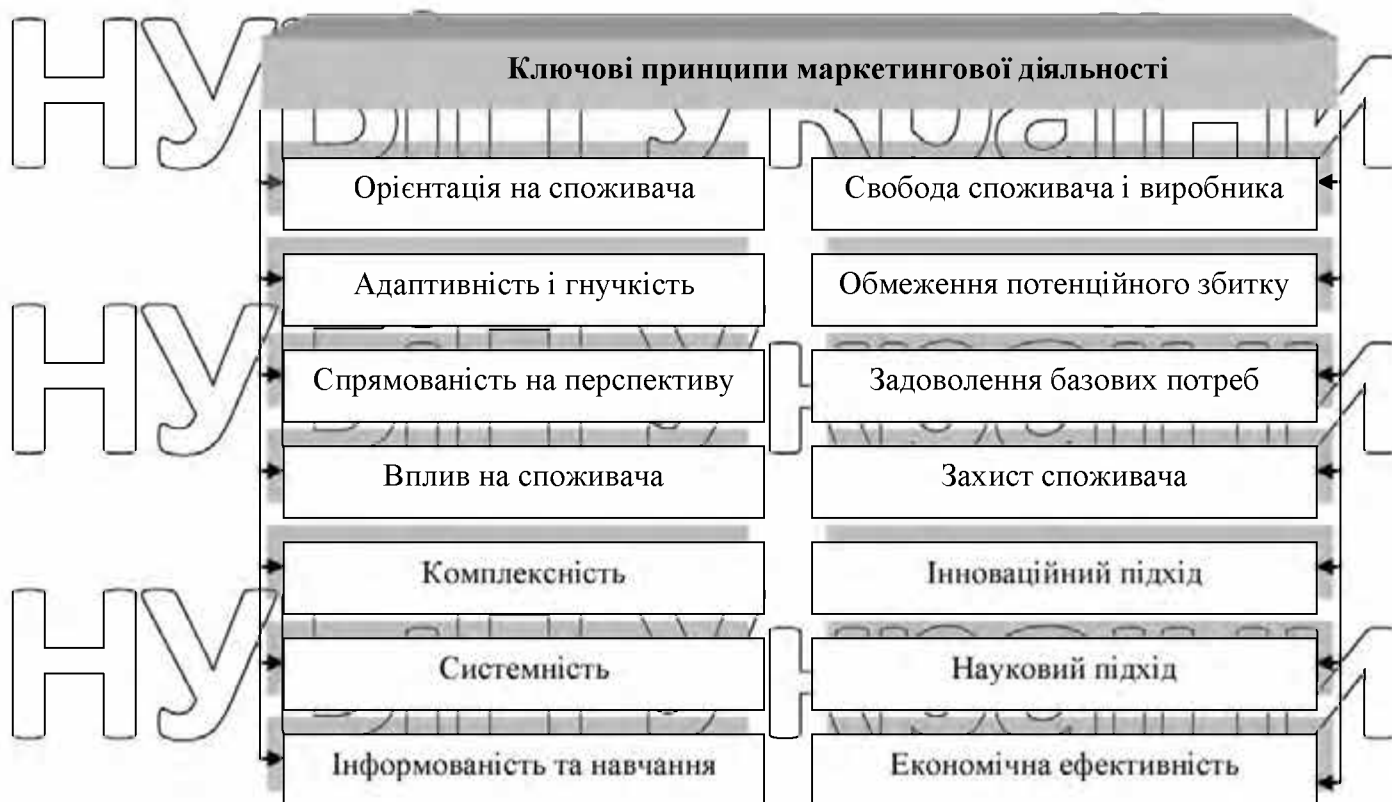 Ключові принципи маркетингової діяльності
Орієнтація на споживача
Свобода споживача і виробника
Адаптивність і гнучкість
Обмеження потенційного збитку
Спрямованість на перспективу
Задоволення базових потреб
Вплив на споживача
Захист споживача
Комплексність
Інноваційний підхід
Системність
Науковий підхід
Інформованість та навчання
Економічна ефективність